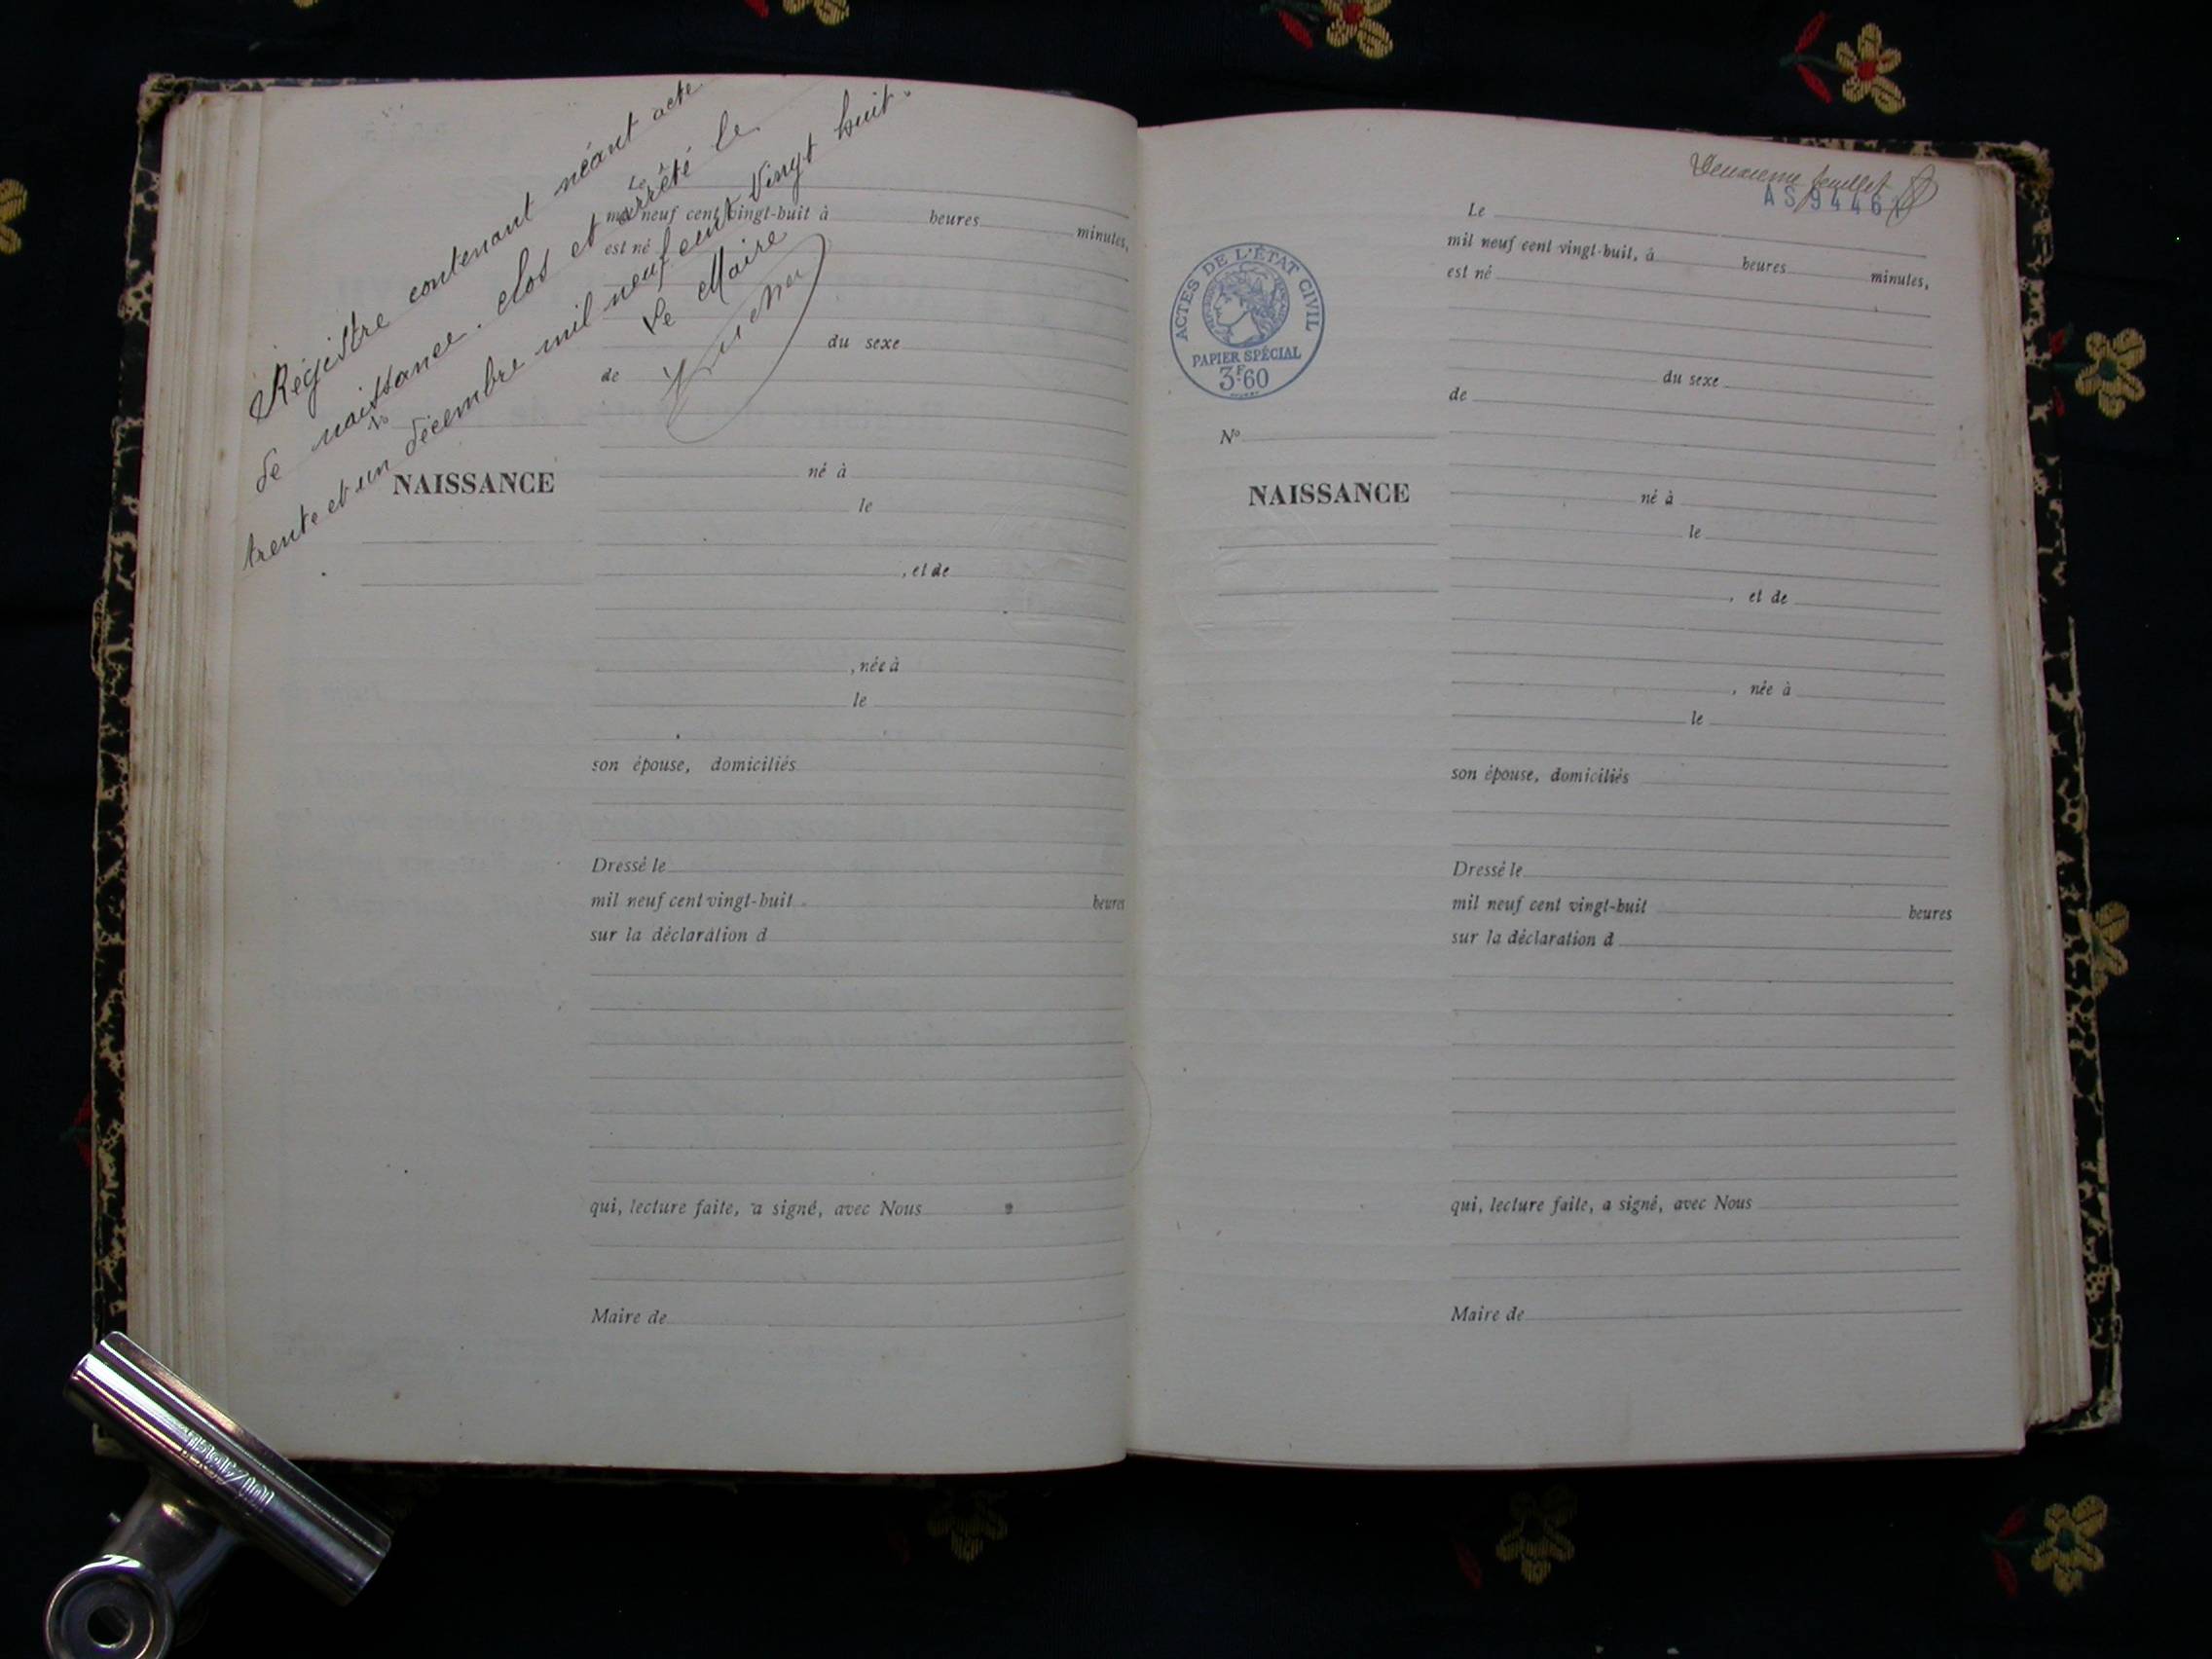 Registre contenant néant acte
de naissance. Clos et arrêté le
trente et un décembre mil neuf cent vingt huit.
Le Maire
Le
mil neuf cent vingt-huit à heures minutes,
est né
du sexe
de
No
NAISSANCE
né à
le
, et de
, née à
le
son épouse, domiciliés
Dressé le
mil neuf cent vingt-huit heures
sur la déclaration d
qui, lecture faite, a signé, avec Nous
Maire de
Deuxième feuillet
AS 9446
Le
mil neuf cent vingt-huit, à heures minutes,
est né
ACTES DE L'ÉTAT CIVIL
PAPIER SPÉCIAL
3F60
du sexe
de
No
NAISSANCE
né à
le
, et de
, née à
le
son épouse, domiciliés
Dressé le
mil neuf cent vingt-huit heures
sur la déclaration d
qui, lecture faite, a signé, avec Nous
Maire de